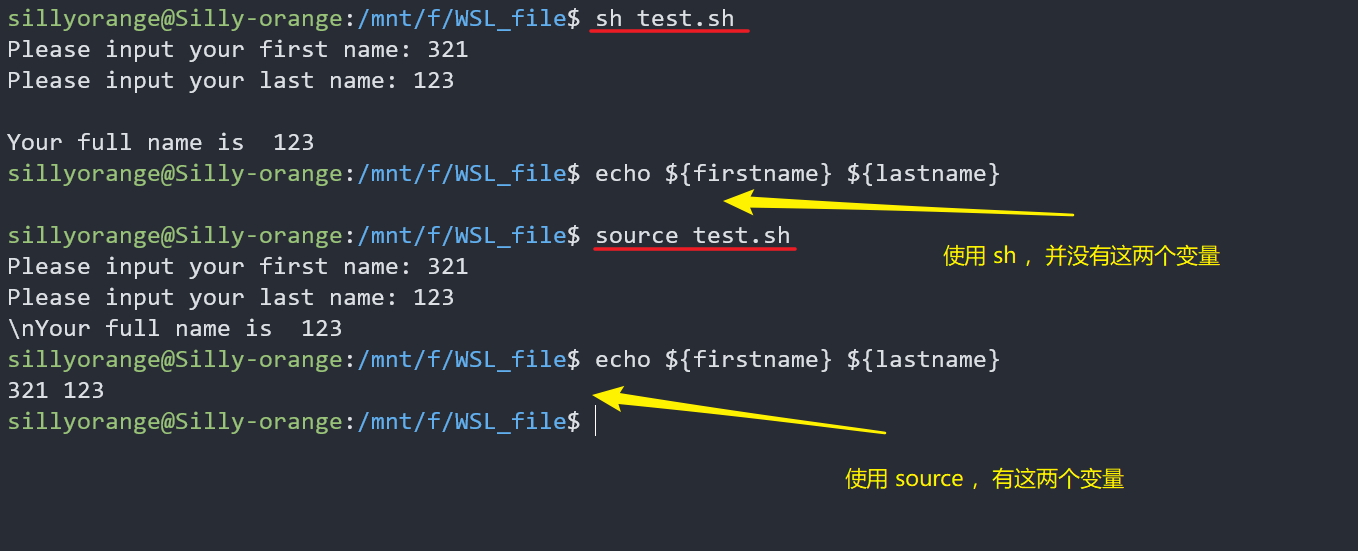 sillyorange@Silly-orange:/mnt/f/WSL_file$ sh test.sh
Please input your first name: 321
Please input your last name: 123
Your full name is  123
sillyorange@Silly-orange:/mnt/f/WSL_file$ echo ${firstname} ${lastname}
sillyorange@Silly-orange:/mnt/f/WSL_file$ source test.sh
使用 sh ，并没有这两个变量
Please input your first name: 321
Please input your last name: 123
\nYour full name is  123
sillyorange@Silly-orange:/mnt/f/WSL_file$ echo ${firstname} ${lastname}
321 123
sillyorange@Silly-orange:/mnt/f/WSL_file$
使用 source ，有这两个变量